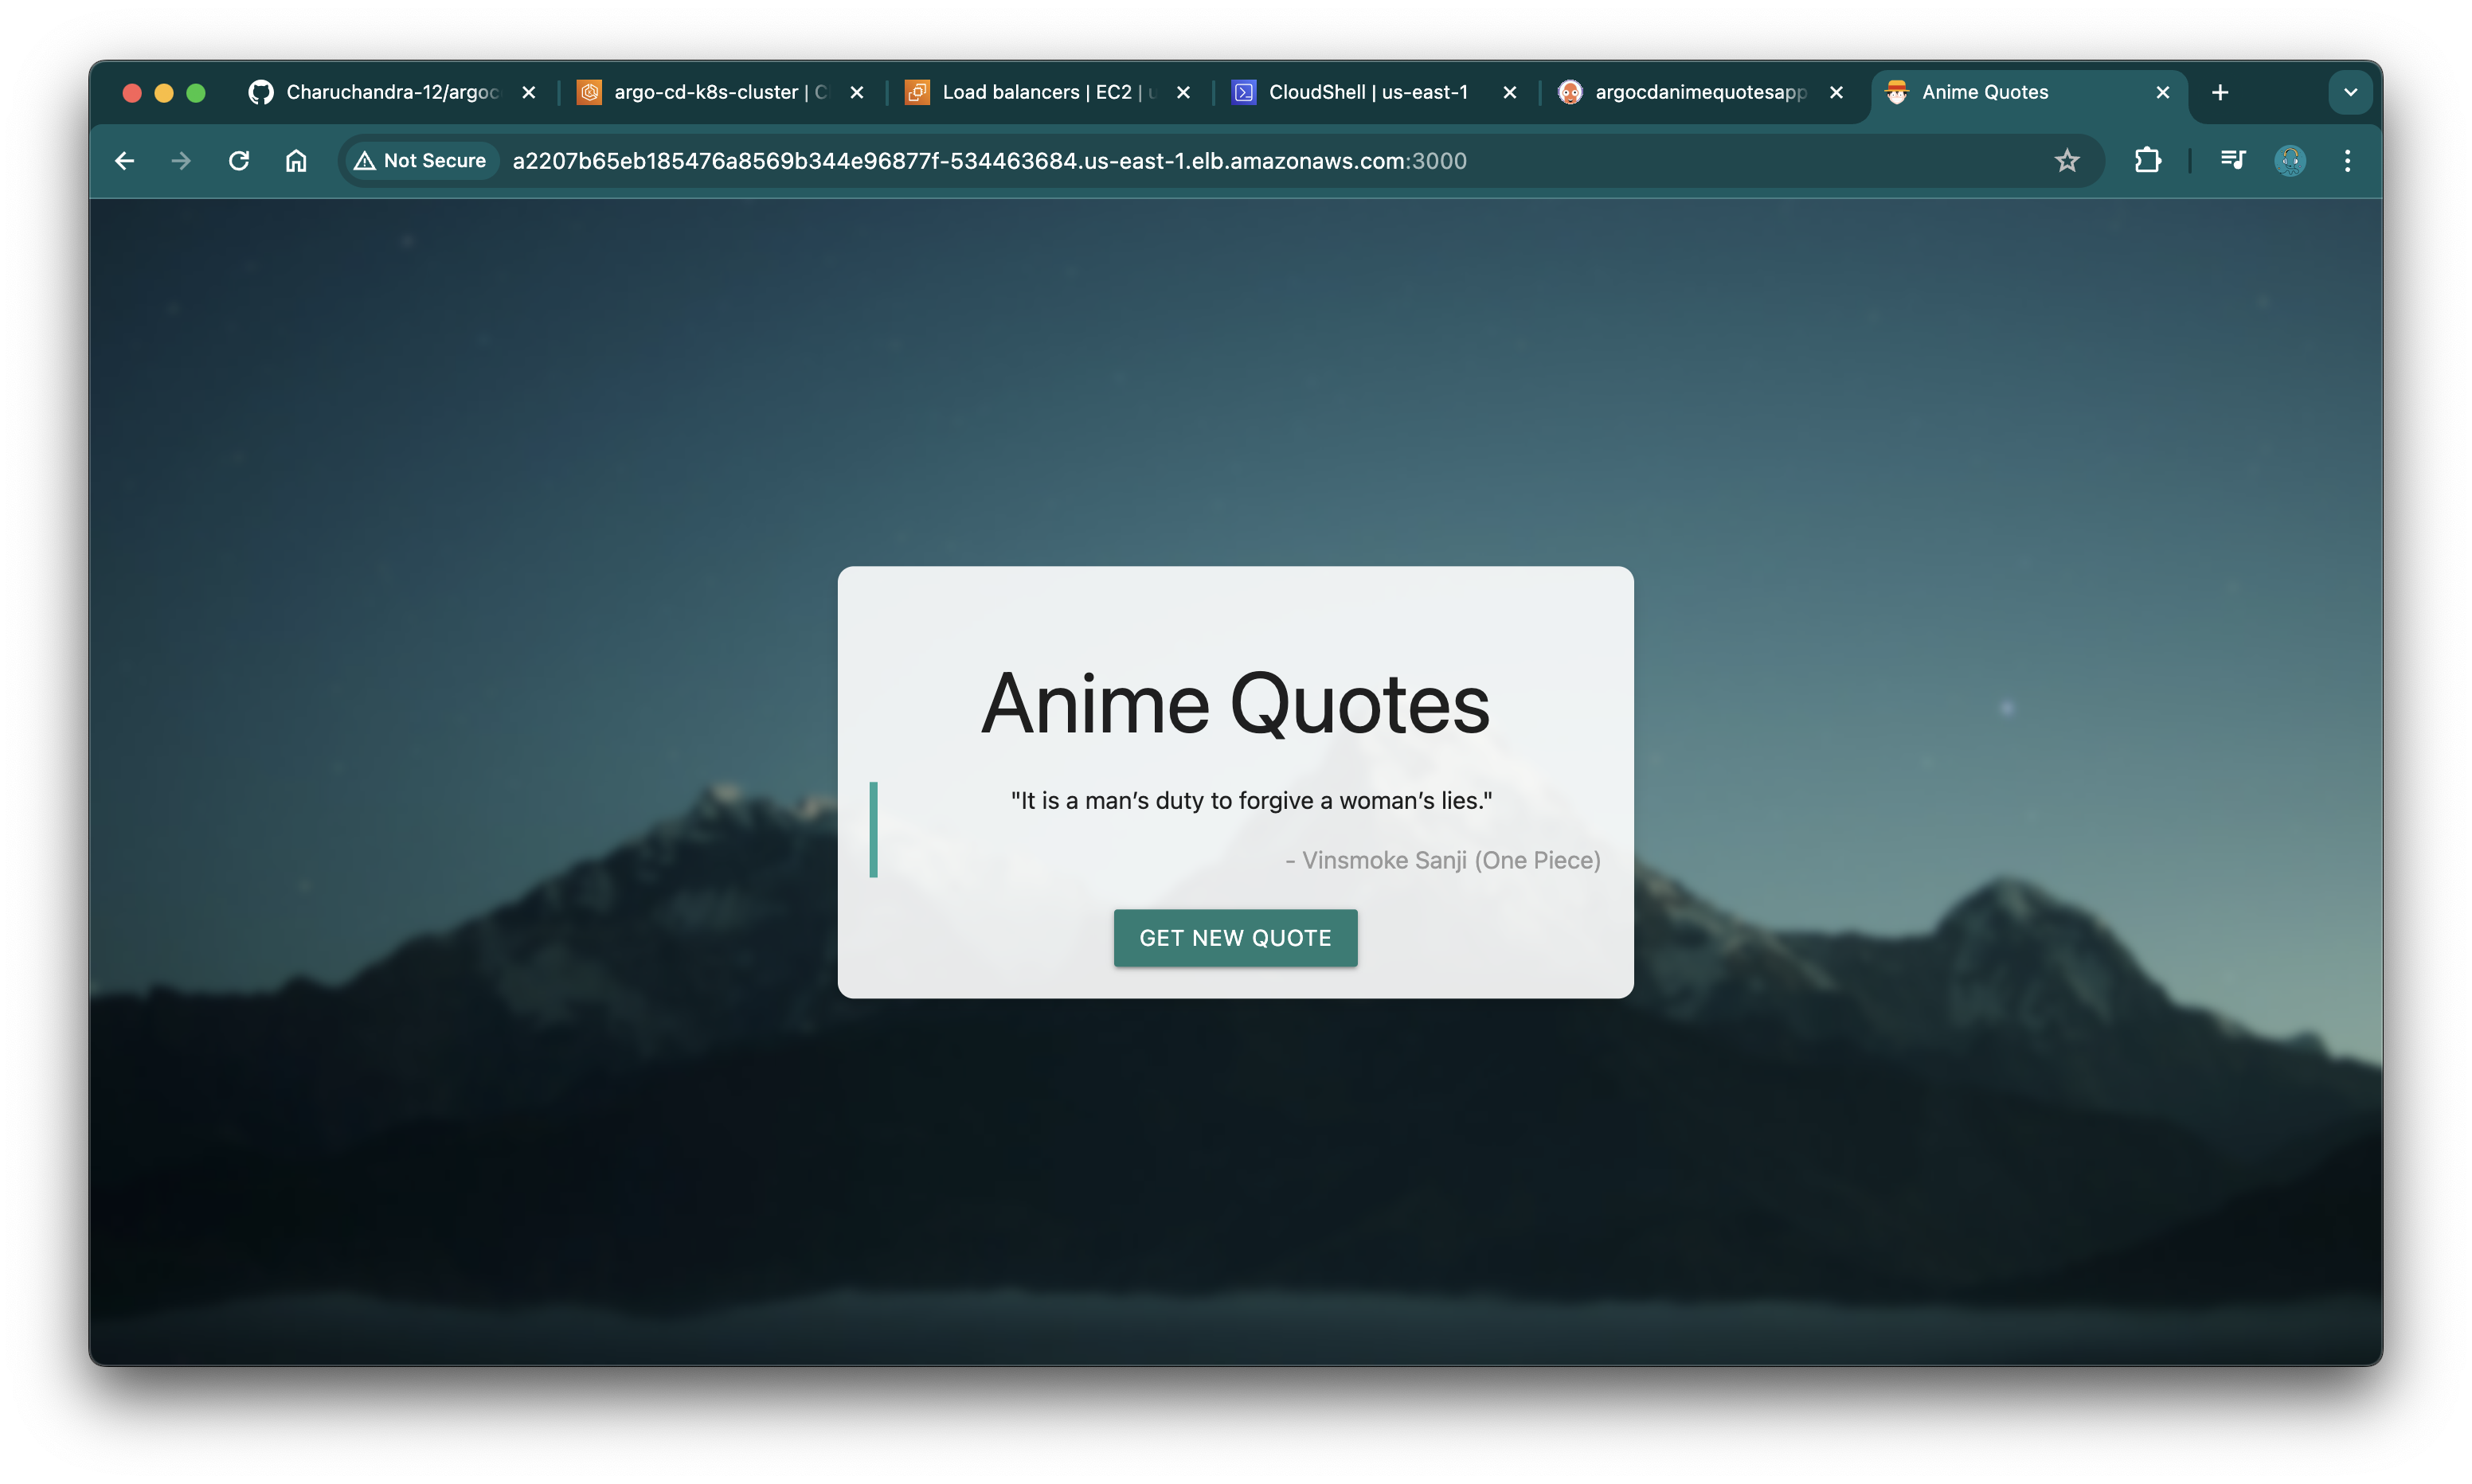 Charuchandra-12/argoc
argo-cd-k8s-cluster | C
Load balancers | EC2 | u
CloudShell | us-east-1
argocdanimequotesapp
Anime Quotes
Not Secure
a2207b65eb185476a8569b344e96877f-534463684.us-east-1.elb.amazonaws.com:3000
Anime Quotes
"It is a man’s duty to forgive a woman’s lies."
- Vinsmoke Sanji (One Piece)
GET NEW QUOTE